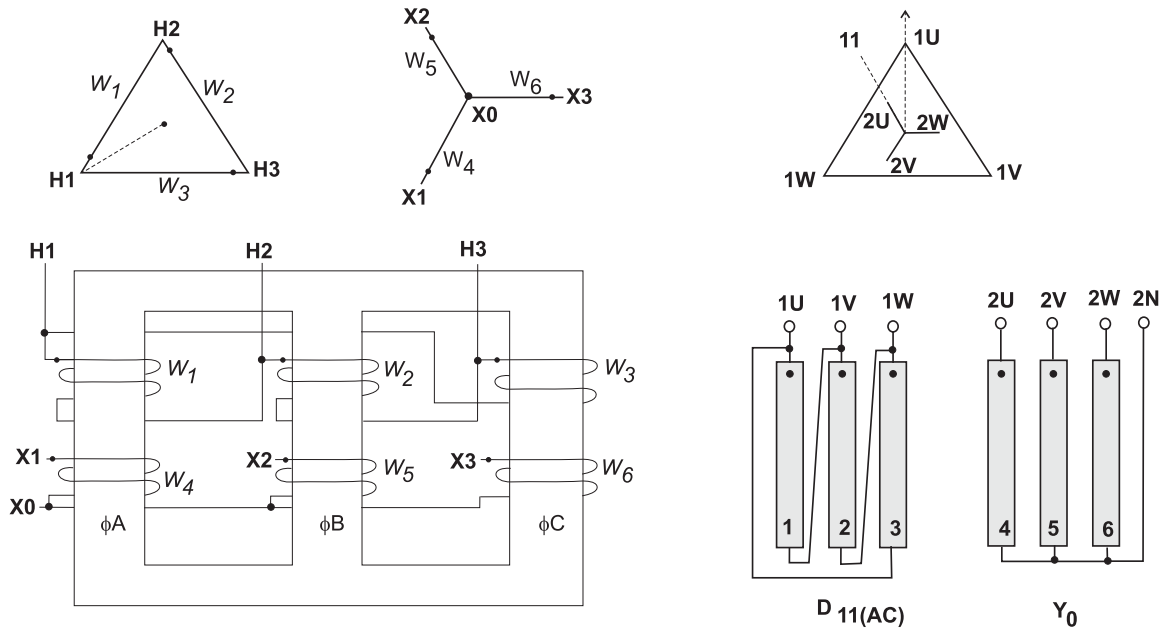 H2
W1
W2
H1
W3
H3
X2
W5
W6
X0
X3
W4
X1
11
1U
2U
2W
2V
1W
1V
H1
H2
H3
W1
W2
W3
X1
X2
X3
W4
W5
W6
X0
ϕA
ϕB
ϕC
1U 1V 1W
2U 2V 2W 2N
1 2 3
4 5 6
D 11(AC)
Y0